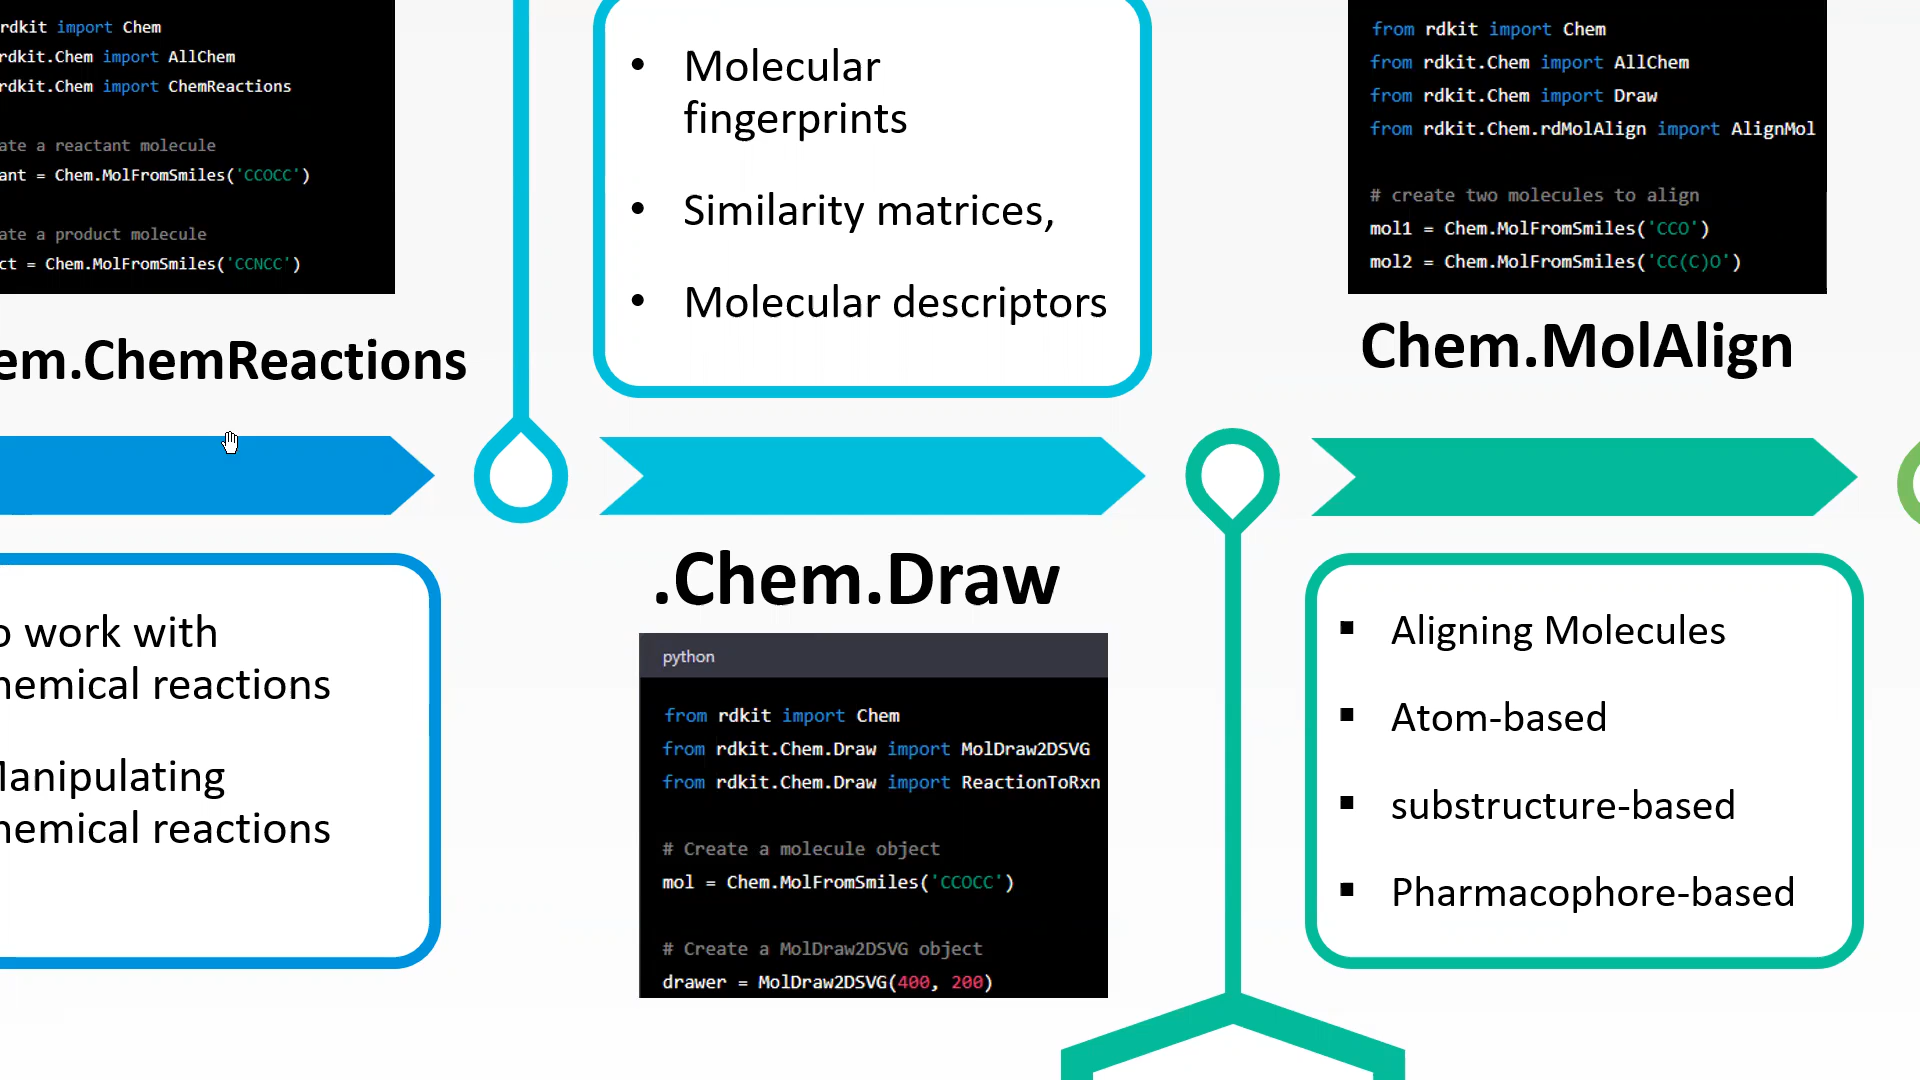 rdkit import Chem
rdkit.Chem import AllChem
rdkit.Chem import ChemReactions
ate a reactant molecule
ant = Chem.MolFromSmiles('CCOCC')
ate a product molecule
ct = Chem.MolFromSmiles('CCNCC')
em.ChemReactions
o work with
hemical reactions
Manipulating
hemical reactions
• Molecular
fingerprints
• Similarity matrices,
• Molecular descriptors
.Chem.Draw
python
from rdkit import Chem
from rdkit.Chem.Draw import MolDraw2DSVG
from rdkit.Chem.Draw import ReactionToRxn
# Create a molecule object
mol = Chem.MolFromSmiles('CCOCC')
# Create a MolDraw2DSVG object
drawer = MolDraw2DSVG(400, 200)
from rdkit import Chem
from rdkit.Chem import AllChem
from rdkit.Chem import Draw
from rdkit.Chem.rdMolAlign import AlignMol
# create two molecules to align
mol1 = Chem.MolFromSmiles('CCO')
mol2 = Chem.MolFromSmiles('CC(C)O')
Chem.MolAlign
▪ Aligning Molecules
▪ Atom-based
▪ substructure-based
▪ Pharmacophore-based